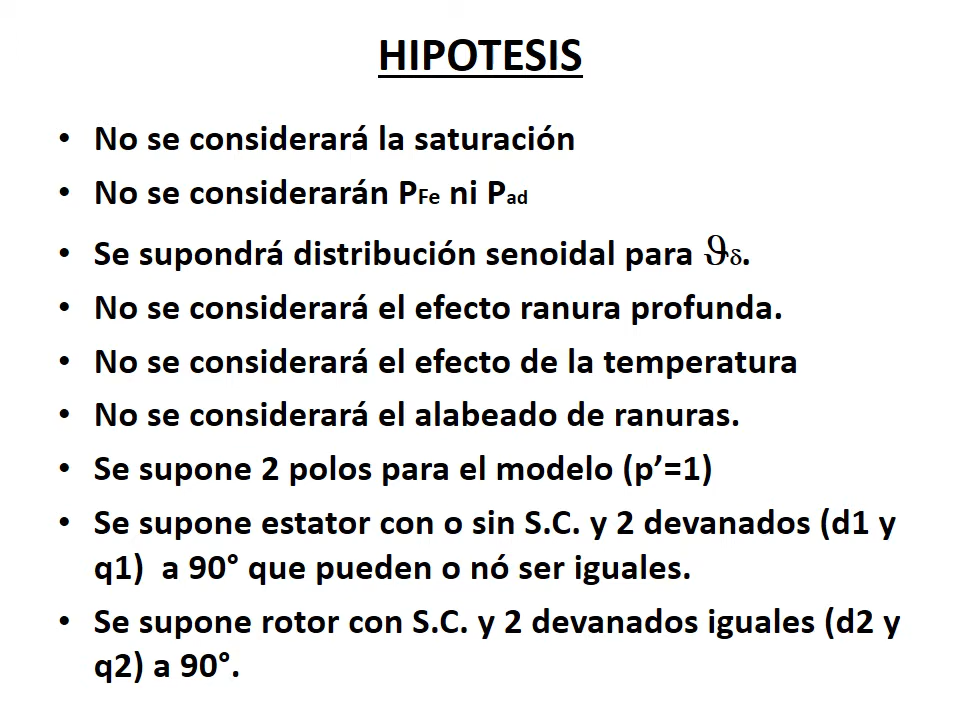 HIPOTESIS
• No se considerará la saturación
• No se considerarán PFe ni Pad
• Se supondrá distribución senoidal para ϑδ.
• No se considerará el efecto ranura profunda.
• No se considerará el efecto de la temperatura
• No se considerará el alabeado de ranuras.
• Se supone 2 polos para el modelo (p’=1)
• Se supone estator con o sin S.C. y 2 devanados (d1 y
q1)  a 90° que pueden o nó ser iguales.
• Se supone rotor con S.C. y 2 devanados iguales (d2 y
q2) a 90°.